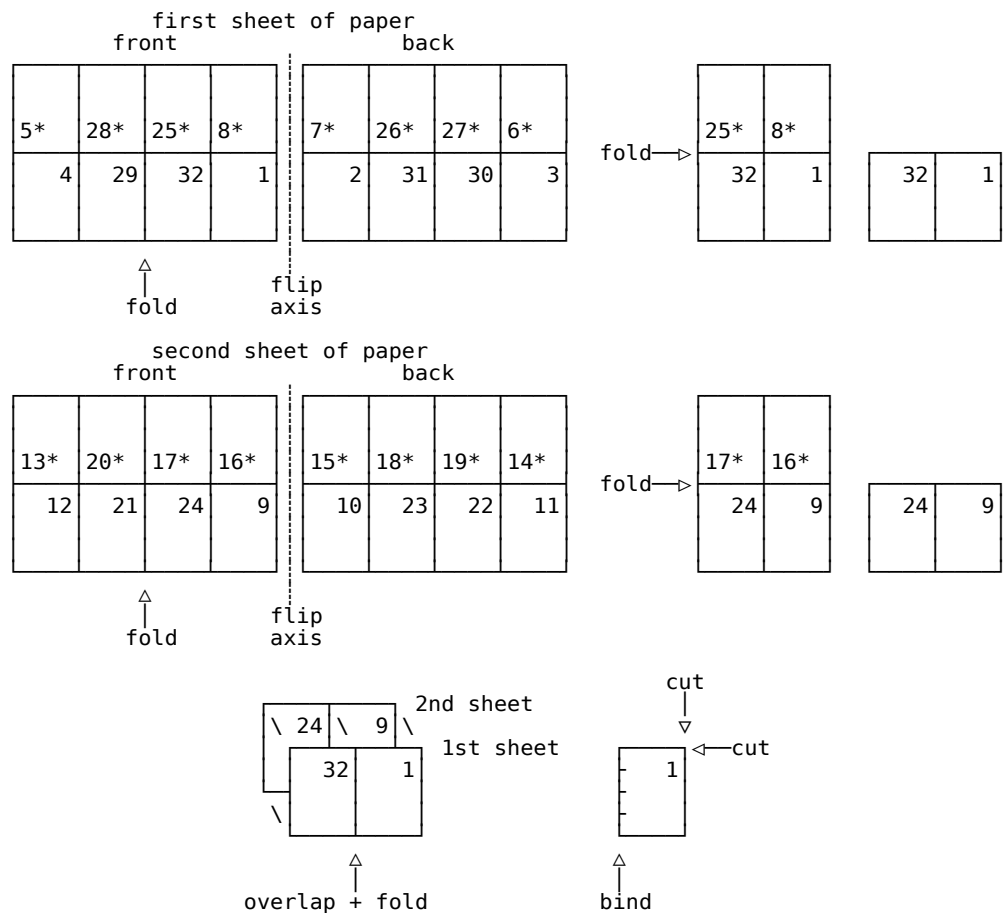 first sheet of paper
front back
5* 28* 25* 8* 7* 26* 27* 6* 25* 8*
fold
4 29 32 1 2 31 30 3 32 1 32 1
flip
fold axis
second sheet of paper
front back
13* 20* 17* 16* 15* 18* 19* 14* 17* 16*
fold
12 21 24 9 10 23 22 11 24 9 24 9
flip
fold axis
cut
2nd sheet
\ 24 \ 9 \
1st sheet cut
32 1 1
\
overlap + fold bind